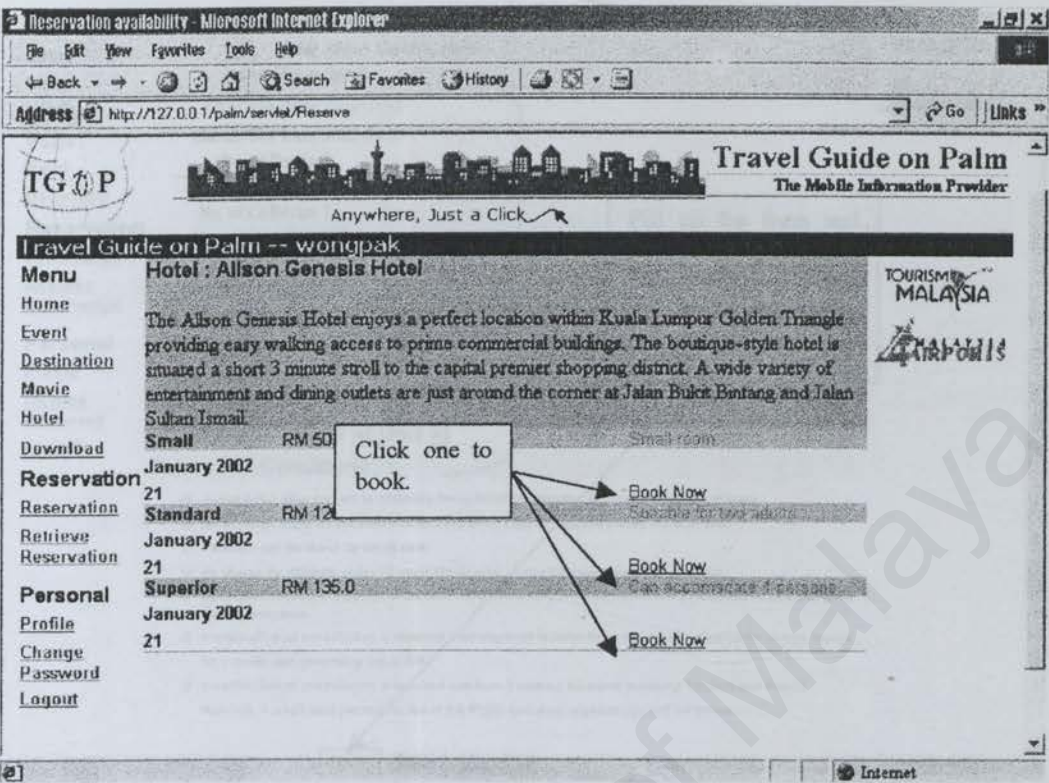 Reservation availability - Microsoft Internet Explorer
File Edit View Favorites Tools Help
Back Search Favorites History
Address http://127.0.0.1/palm/servlet/Reserve Go Links »
TG P
Travel Guide on Palm
The Mobile Information Provider
Anywhere, Just a Click
Travel Guide on Palm -- wongpak
Menu
Home
Event
Destination
Movie
Hotel
Download
Reservation
Reservation
Retrieve
Reservation
Personal
Profile
Change
Password
Logout
Hotel : Allson Genesis Hotel
The Allson Genesis Hotel enjoys a perfect location within Kuala Lumpur Golden Triangle
providing easy walking access to prime commercial buildings. The boutique-style hotel is
situated a short 3 minute stroll to the capital premier shopping district. A wide variety of
entertainment and dining outlets are just around the corner at Jalan Bukit Bintang and Jalan
Sultan Ismail.
Small RM 50 Small room
January 2002
21 Book Now
Standard RM 12 Suitable for two adults
January 2002
21 Book Now
Superior RM 135.0 Can accomadate 4 persons
January 2002
21 Book Now
Click one to
book.
TOURISM
MALAYSIA
MALAYSIA
AIRPORTS
Internet
of Malaya